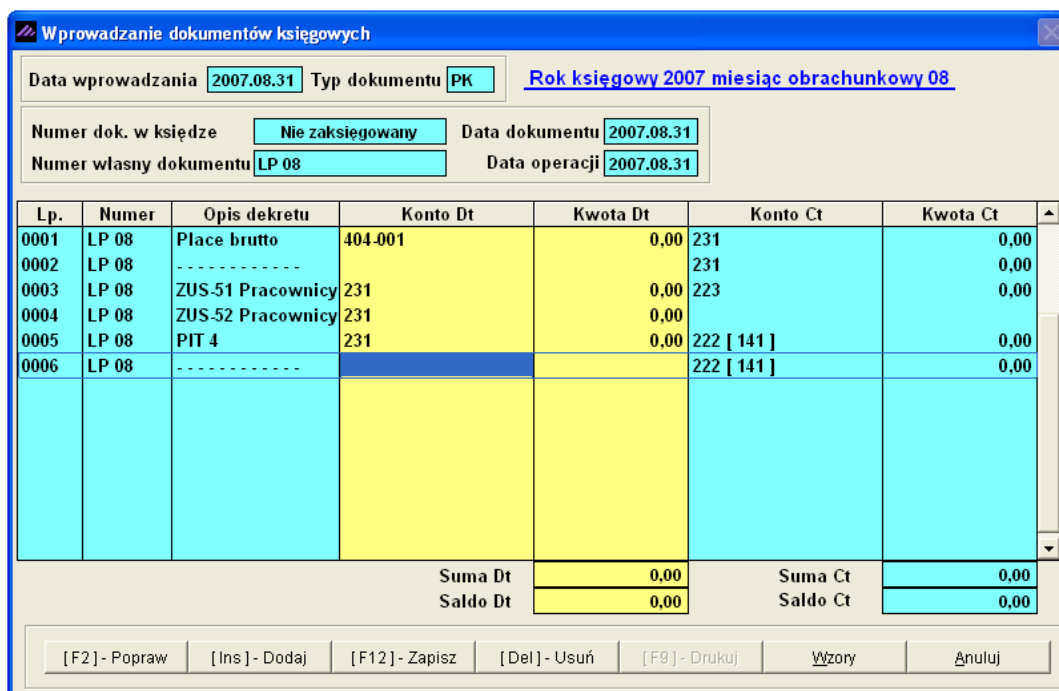 Wprowadzanie dokumentów księgowych
Data wprowadzania 2007.08.31 Typ dokumentu PK Rok księgowy 2007 miesiąc obrachunkowy 08
Numer dok. w księdze Nie zaksięgowany Data dokumentu 2007.08.31
Numer własny dokumentu LP 08 Data operacji 2007.08.31
Lp. Numer Opis dekretu Konto Dt Kwota Dt Konto Ct Kwota Ct
0001 LP 08 Place brutto 404-001 0,00 231 0,00
0002 LP 08 - - - - - - - - - - - - 231 0,00
0003 LP 08 ZUS-51 Pracownicy 231 0,00 223 0,00
0004 LP 08 ZUS-52 Pracownicy 231 0,00
0005 LP 08 PIT 4 231 0,00 222 [ 141 ] 0,00
0006 LP 08 - - - - - - - - - - - - 222 [ 141 ] 0,00
Suma Dt 0,00 Suma Ct 0,00
Saldo Dt 0,00 Saldo Ct 0,00
[F2] - Popraw [Ins] - Dodaj [F12] - Zapisz [Del] - Usuń [F9] - Drukuj Wzory Anuluj